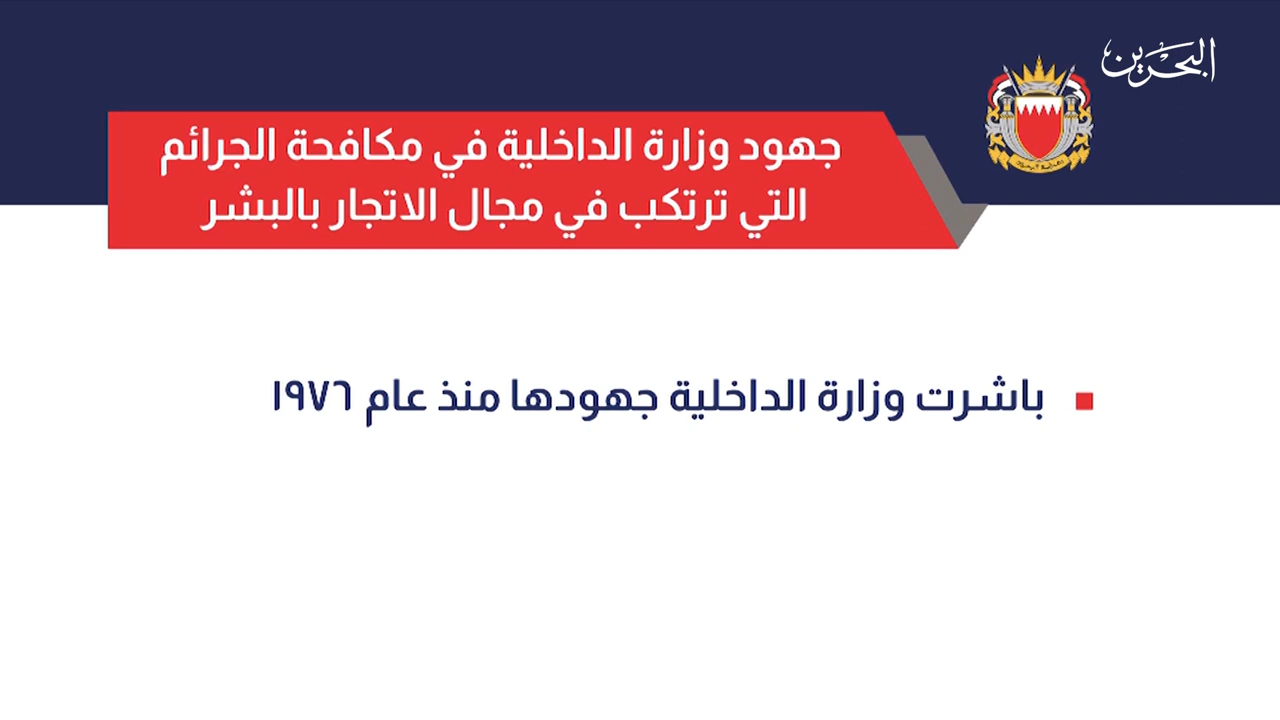 البحرين
جهود وزارة الداخلية في مكافحة الجرائم
التي ترتكب في مجال الاتجار بالبشر
باشرت وزارة الداخلية جهودها منذ عام ١٩٧٦